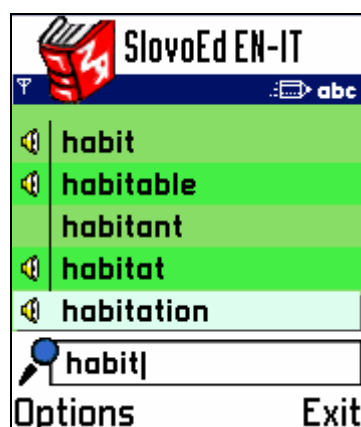 SlovoEd EN-IT
abc
habit
habitable
habitant
habitat
habitation
habit
Options Exit